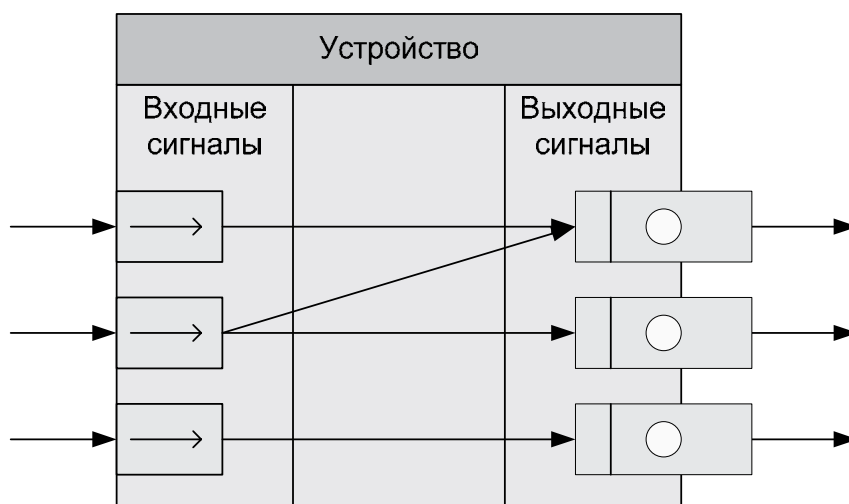 Устройство
Входные
сигналы
Выходные
сигналы